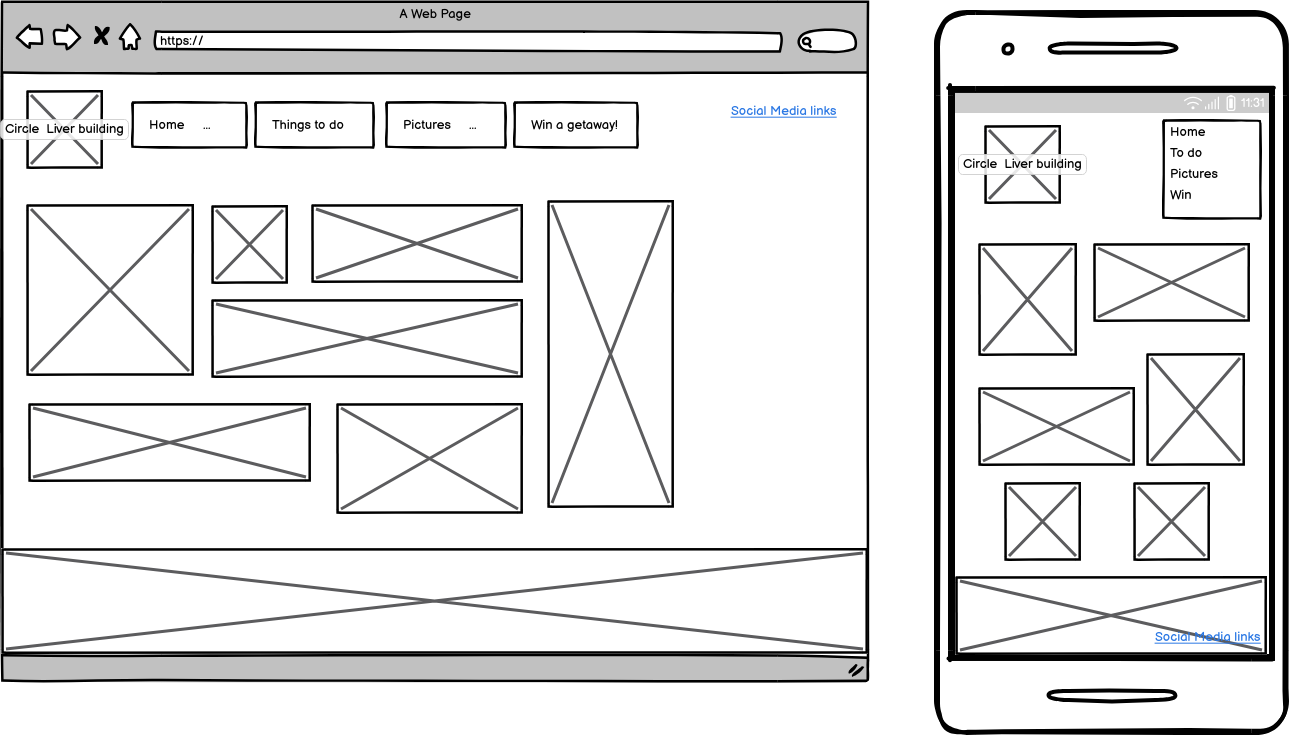 A Web Page
https://
Social Media links
Home ...
Things to do
Pictures ...
Win a getaway!
Circle Liver building
11:31
Home
To do
Pictures
Win
Circle Liver building
Social Media links